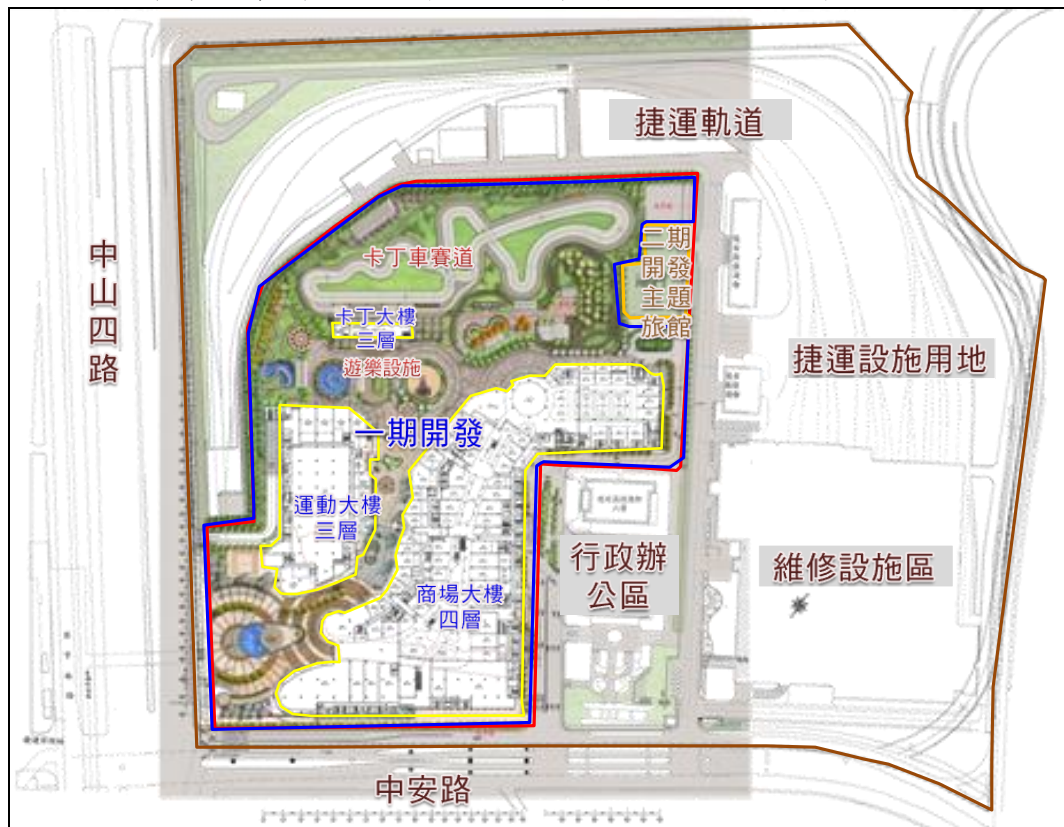 捷運軌道
中山四路
卡丁車賽道
二期
開發
主題
旅館
卡丁大樓
三層
遊樂設施
捷運設施用地
一期開發
運動大樓
三層
商場大樓
四層
行政辦
公區
維修設施區
中安路